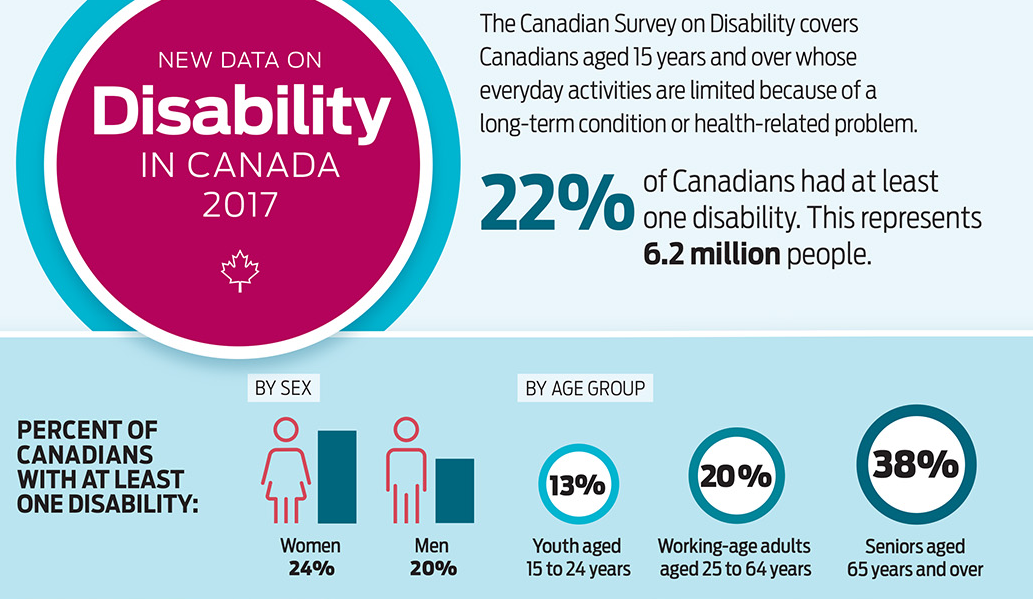 NEW DATA ON
Disability
IN CANADA
2017
The Canadian Survey on Disability covers
Canadians aged 15 years and over whose
everyday activities are limited because of a
long-term condition or health-related problem.
22% of Canadians had at least
one disability. This represents
6.2 million people.
PERCENT OF
CANADIANS
WITH AT LEAST
ONE DISABILITY:
BY SEX
Women
24%
Men
20%
BY AGE GROUP
13%
Youth aged
15 to 24 years
20%
Working-age adults
aged 25 to 64 years
38%
Seniors aged
65 years and over